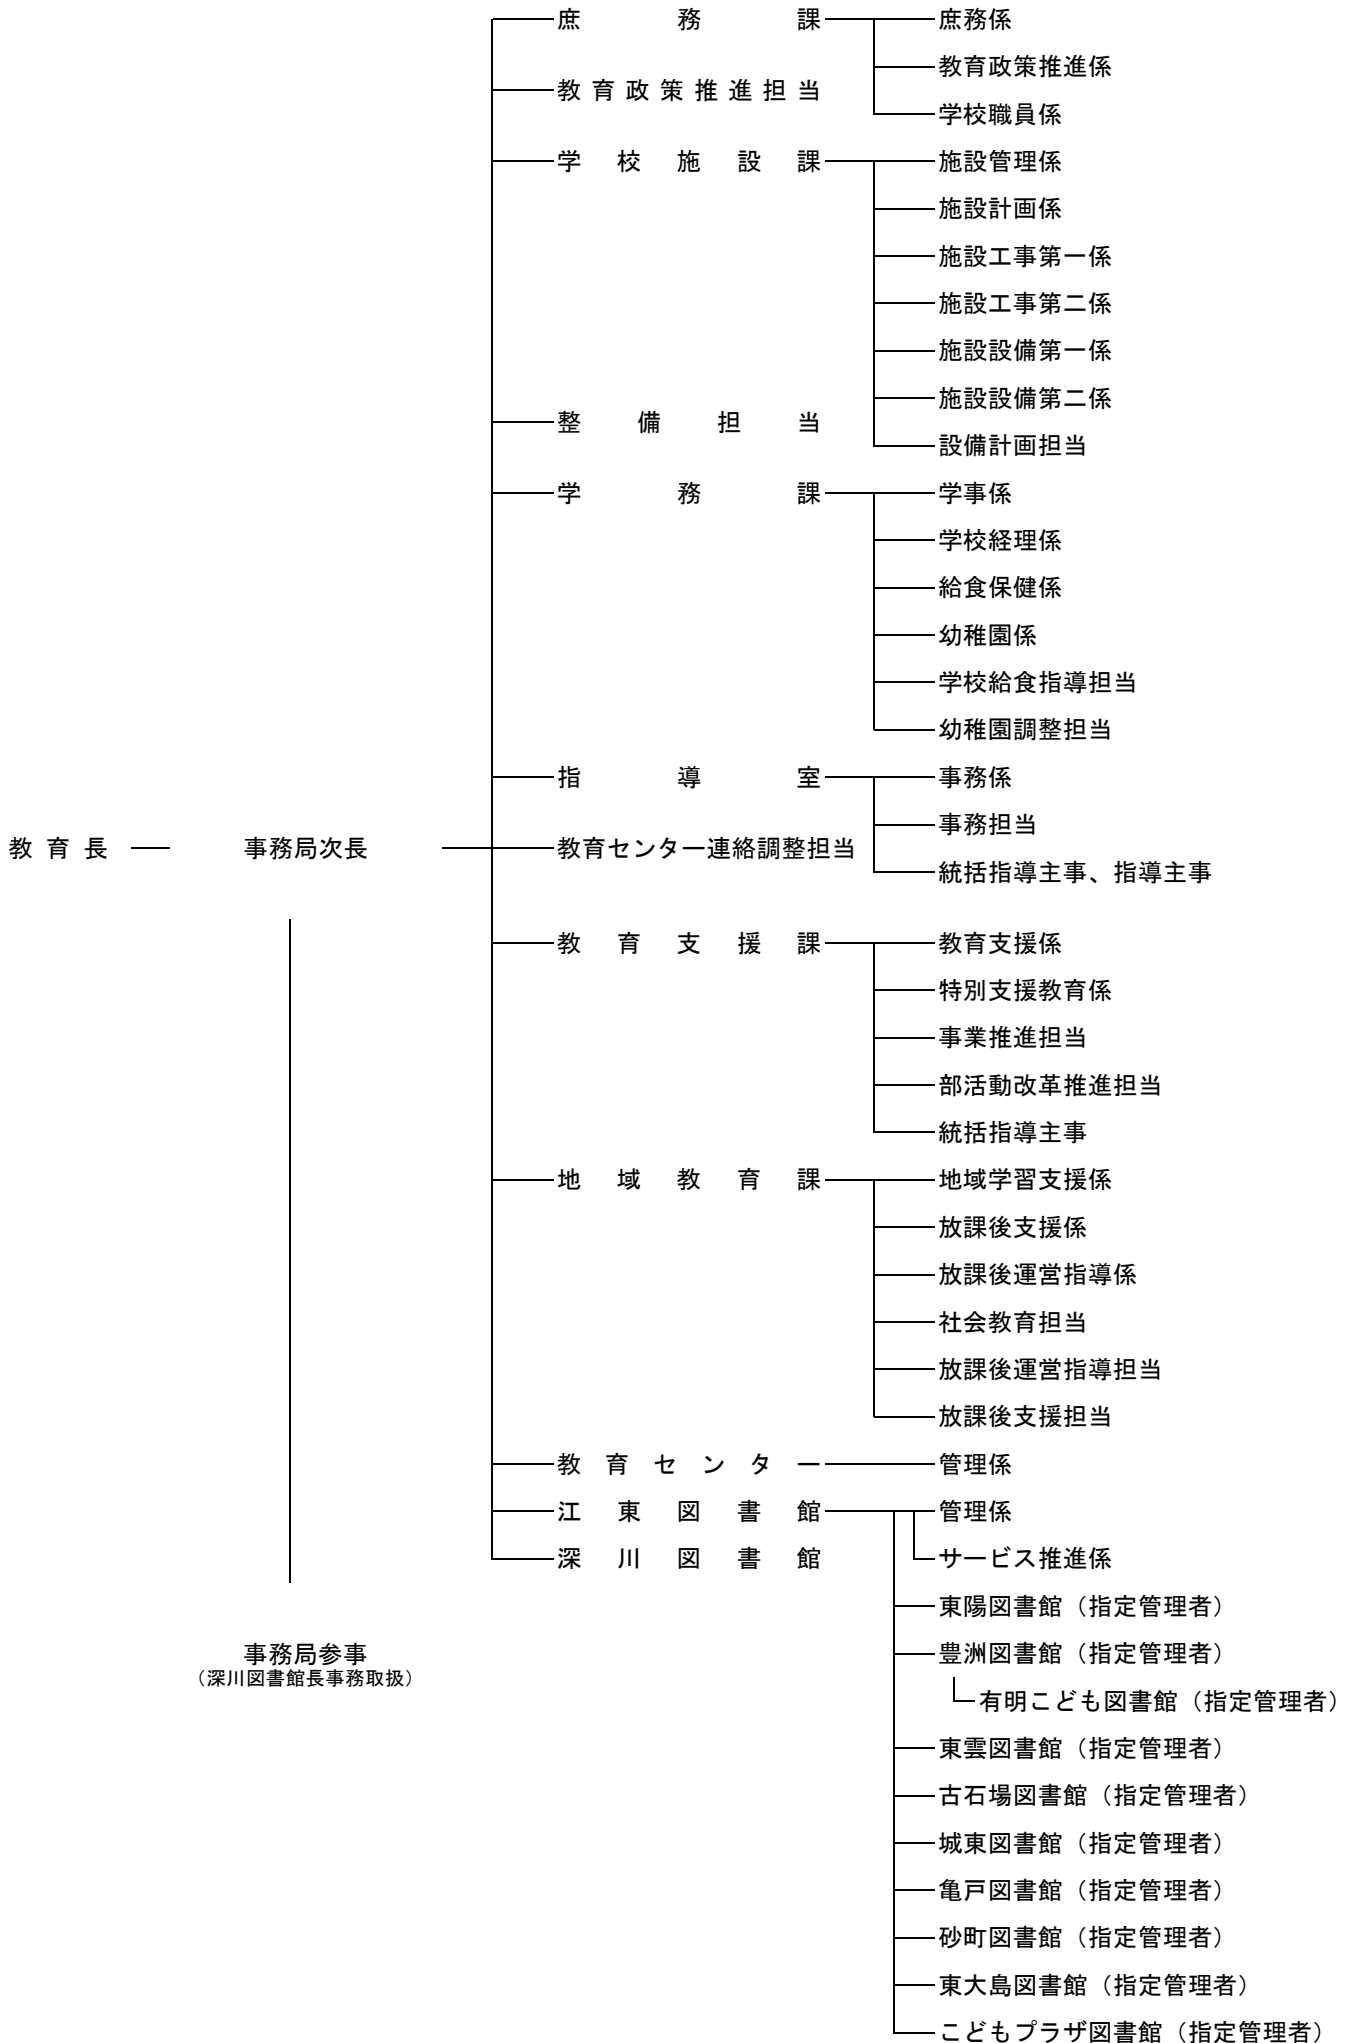 庶務課 庶務係
教育政策推進係
教育政策推進担当
学校職員係
学校施設課 施設管理係
施設計画係
施設工事第一係
施設工事第二係
施設設備第一係
施設設備第二係
整備担当
設備計画担当
学務課 学事係
学校経理係
給食保健係
幼稚園係
学校給食指導担当
幼稚園調整担当
指導室 事務係
事務担当
教育長 事務局次長 教育センター連絡調整担当
統括指導主事、指導主事
教育支援課 教育支援係
特別支援教育係
事業推進担当
部活動改革推進担当
統括指導主事
地域教育課 地域学習支援係
放課後支援係
放課後運営指導係
社会教育担当
放課後運営指導担当
放課後支援担当
教育センター 管理係
江東図書館 管理係
深川図書館 サービス推進係
東陽図書館（指定管理者）
事務局参事 豊洲図書館（指定管理者）
（深川図書館長事務取扱）
有明こども図書館（指定管理者）
東雲図書館（指定管理者）
古石場図書館（指定管理者）
城東図書館（指定管理者）
亀戸図書館（指定管理者）
砂町図書館（指定管理者）
東大島図書館（指定管理者）
こどもプラザ図書館（指定管理者）